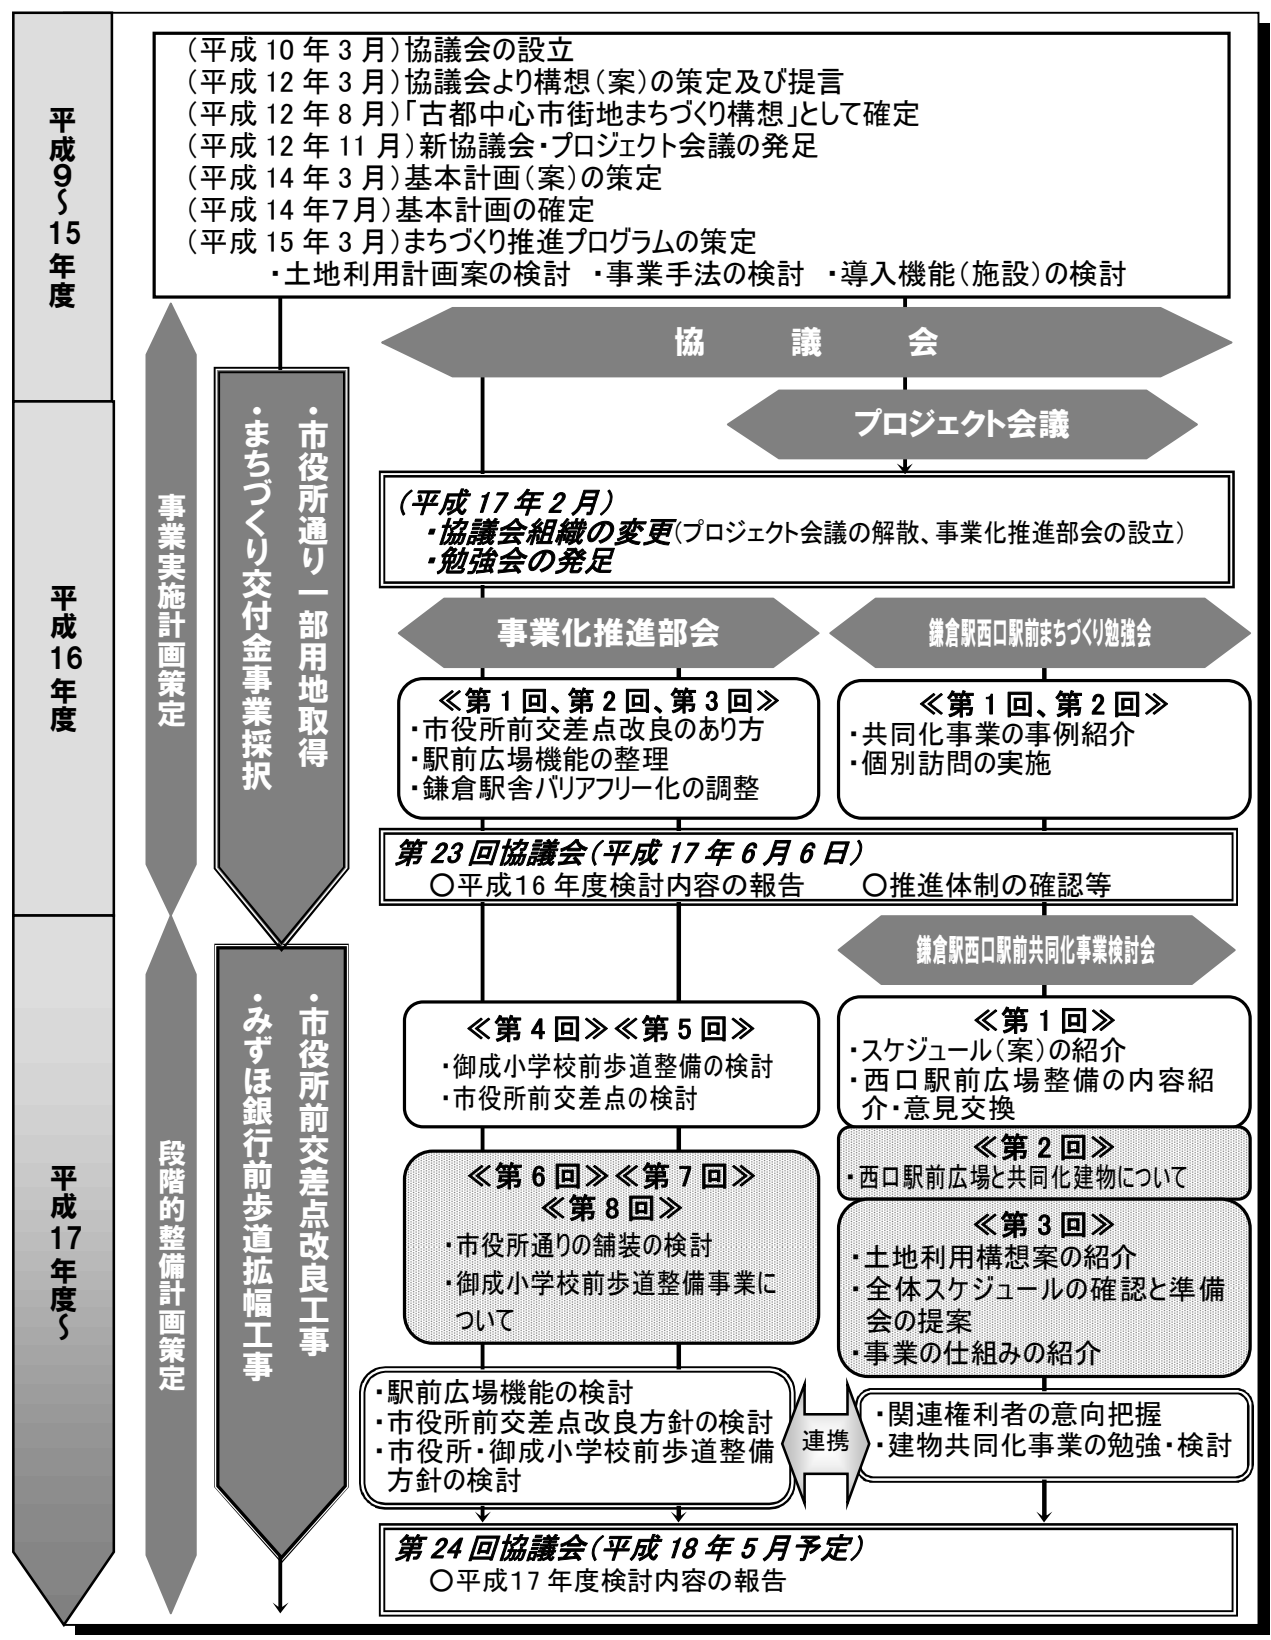 平成9～15年度
(平成10年3月)協議会の設立
(平成12年3月)協議会より構想(案)の策定及び提言
(平成12年8月)「古都中心市街地まちづくり構想」として確定
(平成12年11月)新協議会・プロジェクト会議の発足
(平成14年3月)基本計画(案)の策定
(平成14年7月)基本計画の確定
(平成15年3月)まちづくり推進プログラムの策定
・土地利用計画案の検討 ・事業手法の検討 ・導入機能(施設)の検討
協議会
プロジェクト会議
平成16年度
事業実施計画策定
・市役所通り一部用地取得
・まちづくり交付金事業採択
(平成17年2月)
・協議会組織の変更(プロジェクト会議の解散、事業化推進部会の設立)
・勉強会の発足
事業化推進部会
≪第1回、第2回、第3回≫
・市役所前交差点改良のあり方
・駅前広場機能の整理
・鎌倉駅舎バリアフリー化の調整
鎌倉駅西口駅前まちづくり勉強会
≪第1回、第2回≫
・共同化事業の事例紹介
・個別訪問の実施
第23回協議会(平成17年6月6日)
○平成16年度検討内容の報告 ○推進体制の確認等
平成17年度～
段階的整備計画策定
・市役所前交差点改良工事
・みずほ銀行前歩道拡幅工事
≪第4回≫≪第5回≫
・御成小学校前歩道整備の検討
・市役所前交差点の検討
≪第6回≫≪第7回≫
≪第8回≫
・市役所通りの舗装の検討
・御成小学校前歩道整備事業に
ついて
鎌倉駅西口駅前共同化事業検討会
≪第1回≫
・スケジュール(案)の紹介
・西口駅前広場整備の内容紹
介・意見交換
≪第2回≫
・西口駅前広場と共同化建物について
≪第3回≫
・土地利用構想案の紹介
・全体スケジュールの確認と準備
会の提案
・事業の仕組みの紹介
・駅前広場機能の検討
・市役所前交差点改良方針の検討
・市役所・御成小学校前歩道整備
方針の検討
連携
・関連権利者の意向把握
・建物共同化事業の勉強・検討
第24回協議会(平成18年5月予定)
○平成17年度検討内容の報告